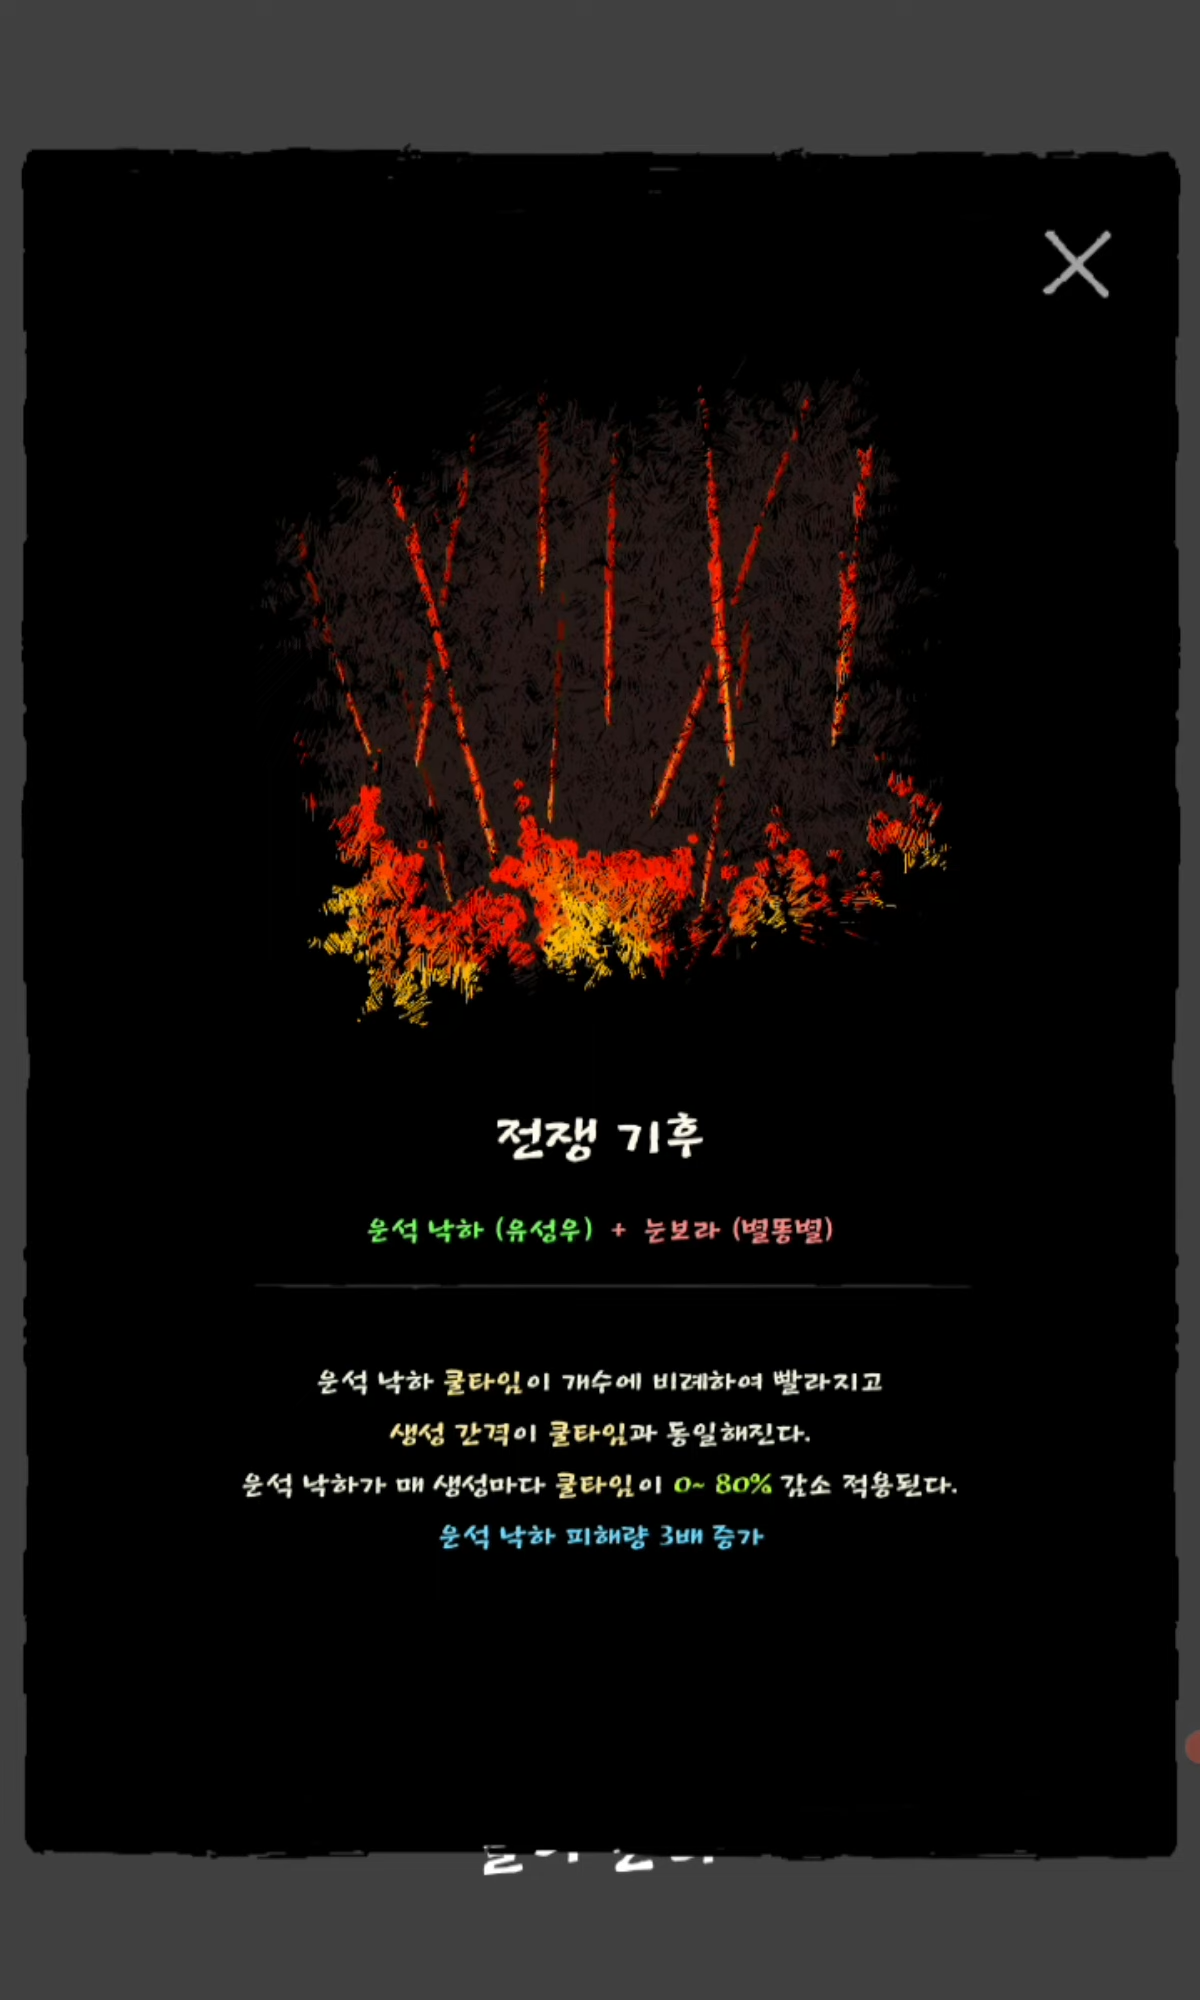 전쟁 기후
운석 낙하 (유성우) + 눈보라 (별똥별)
운석 낙하 쿨타임이 개수에 비례하여 빨라지고
생성 간격이 쿨타임과 동일해진다.
운석 낙하가 매 생성마다 쿨타임이 0~ 80% 감소 적용된다.
운석 낙하 피해량 3배 증가